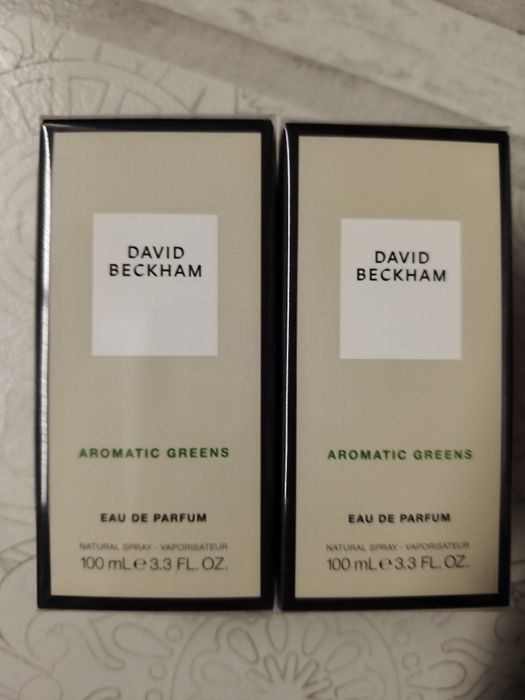 DAVID
BECKHAM
AROMATIC GREENS
EAU DE PARFUM
NATURAL SPRAY · VAPORISATEUR
100 mL ℮ 3.3 FL. OZ.
DAVID
BECKHAM
AROMATIC GREENS
EAU DE PARFUM
NATURAL SPRAY · VAPORISATEUR
100 mL ℮ 3.3 FL. OZ.